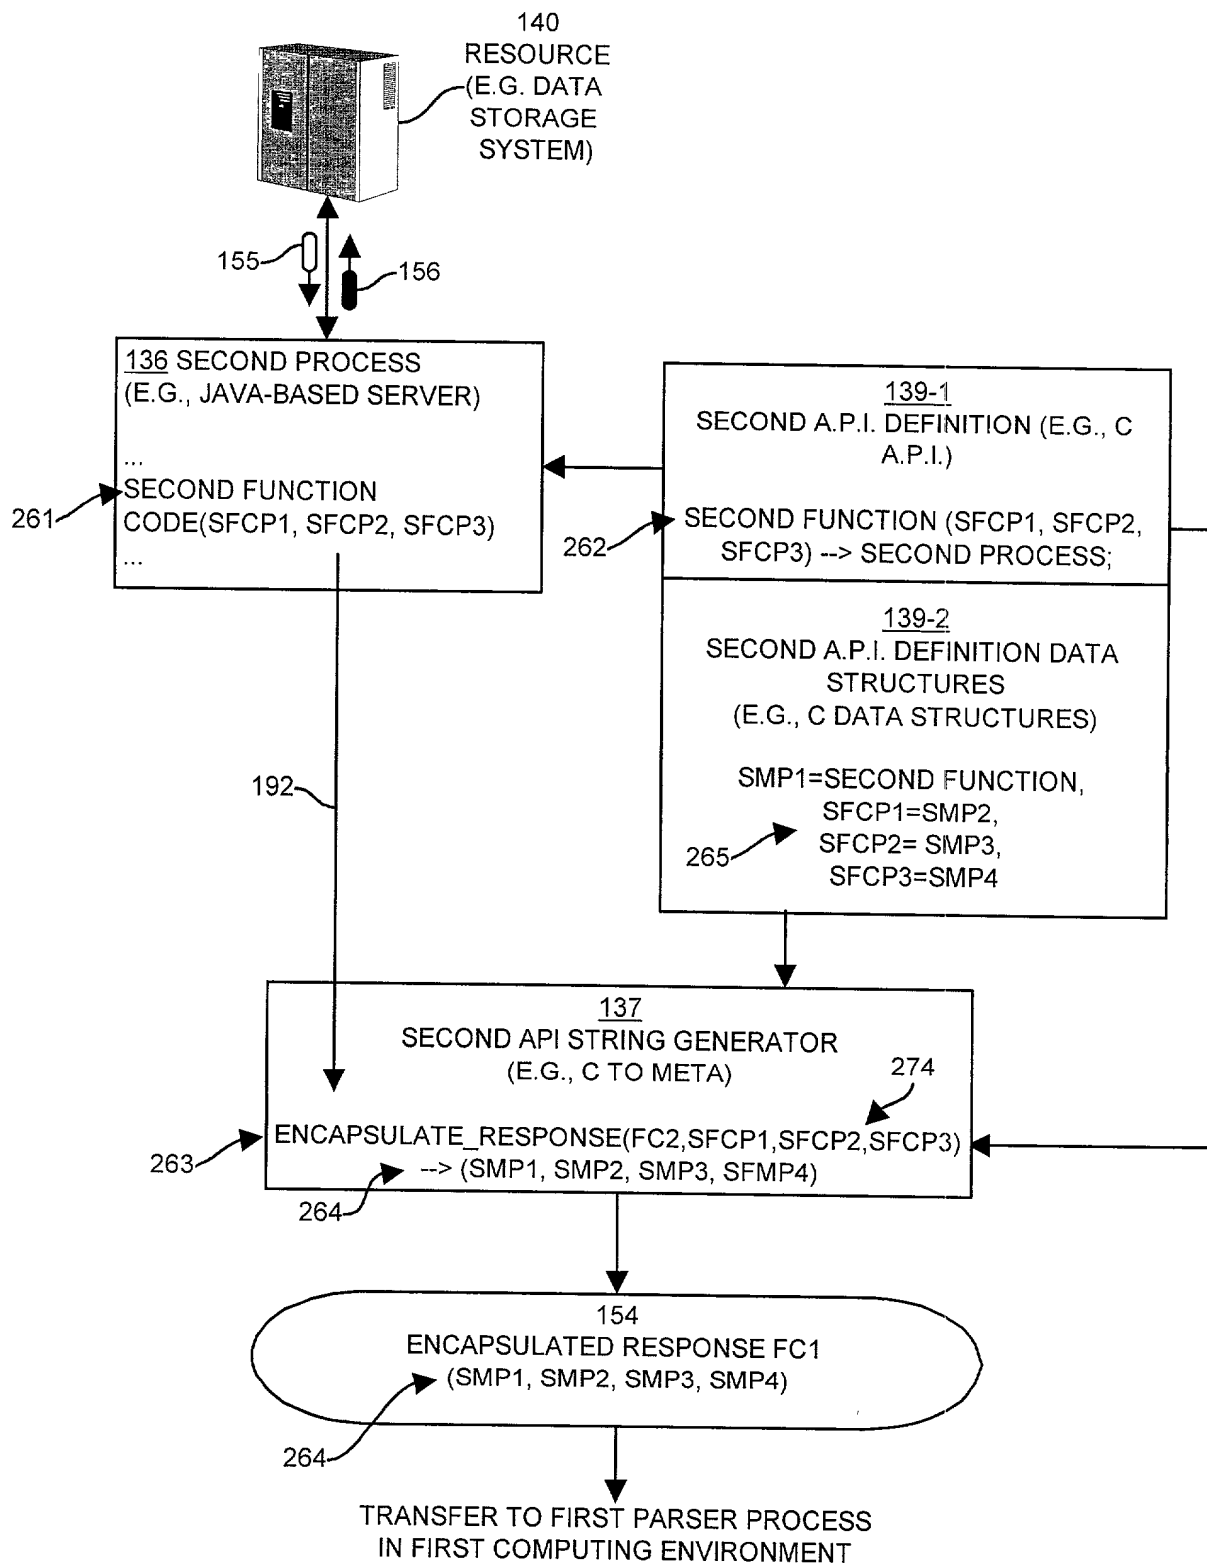 140
RESOURCE
(E.G. DATA
STORAGE
SYSTEM)
155
156
136 SECOND PROCESS
(E.G., JAVA-BASED SERVER)
...
SECOND FUNCTION
CODE(SFCP1, SFCP2, SFCP3)
...
261
139-1
SECOND A.P.I. DEFINITION (E.G., C
A.P.I.)
SECOND FUNCTION (SFCP1, SFCP2,
SFCP3) --> SECOND PROCESS;
262
139-2
SECOND A.P.I. DEFINITION DATA
STRUCTURES
(E.G., C DATA STRUCTURES)
SMP1=SECOND FUNCTION,
SFCP1=SMP2,
SFCP2= SMP3,
SFCP3=SMP4
265
192
137
SECOND API STRING GENERATOR
(E.G., C TO META)
274
ENCAPSULATE_RESPONSE(FC2,SFCP1,SFCP2,SFCP3)
--> (SMP1, SMP2, SMP3, SFMP4)
263
264
154
ENCAPSULATED RESPONSE FC1
(SMP1, SMP2, SMP3, SMP4)
264
TRANSFER TO FIRST PARSER PROCESS
IN FIRST COMPUTING ENVIRONMENT